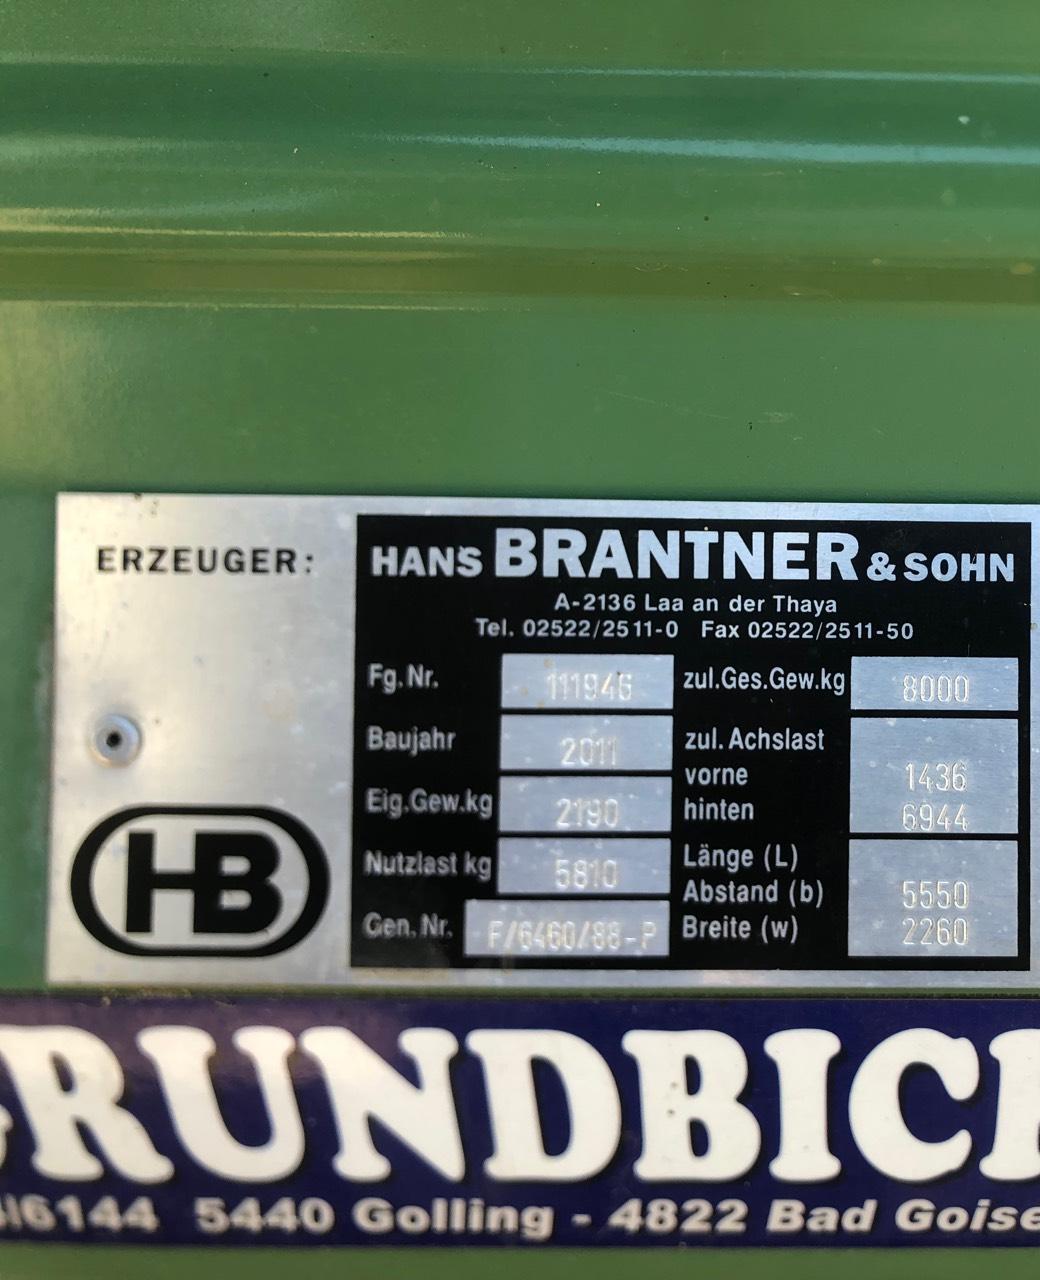 ERZEUGER:
HANS BRANTNER & SOHN
A-2136 Laa an der Thaya
Tel. 02522/2511-0 Fax 02522/2511-50
Fg.Nr. 111946 zul.Ges.Gew.kg 8000
Baujahr 2011 zul. Achslast
vorne 1436
Eig.Gew.kg 2190 hinten 6944
Nutzlast kg 5810 Länge (L)
Abstand (b) 5550
Gen.Nr. F/6460/88-P Breite (w) 2260
HB
GRUNDBICH
6144 5440 Golling - 4822 Bad Goise